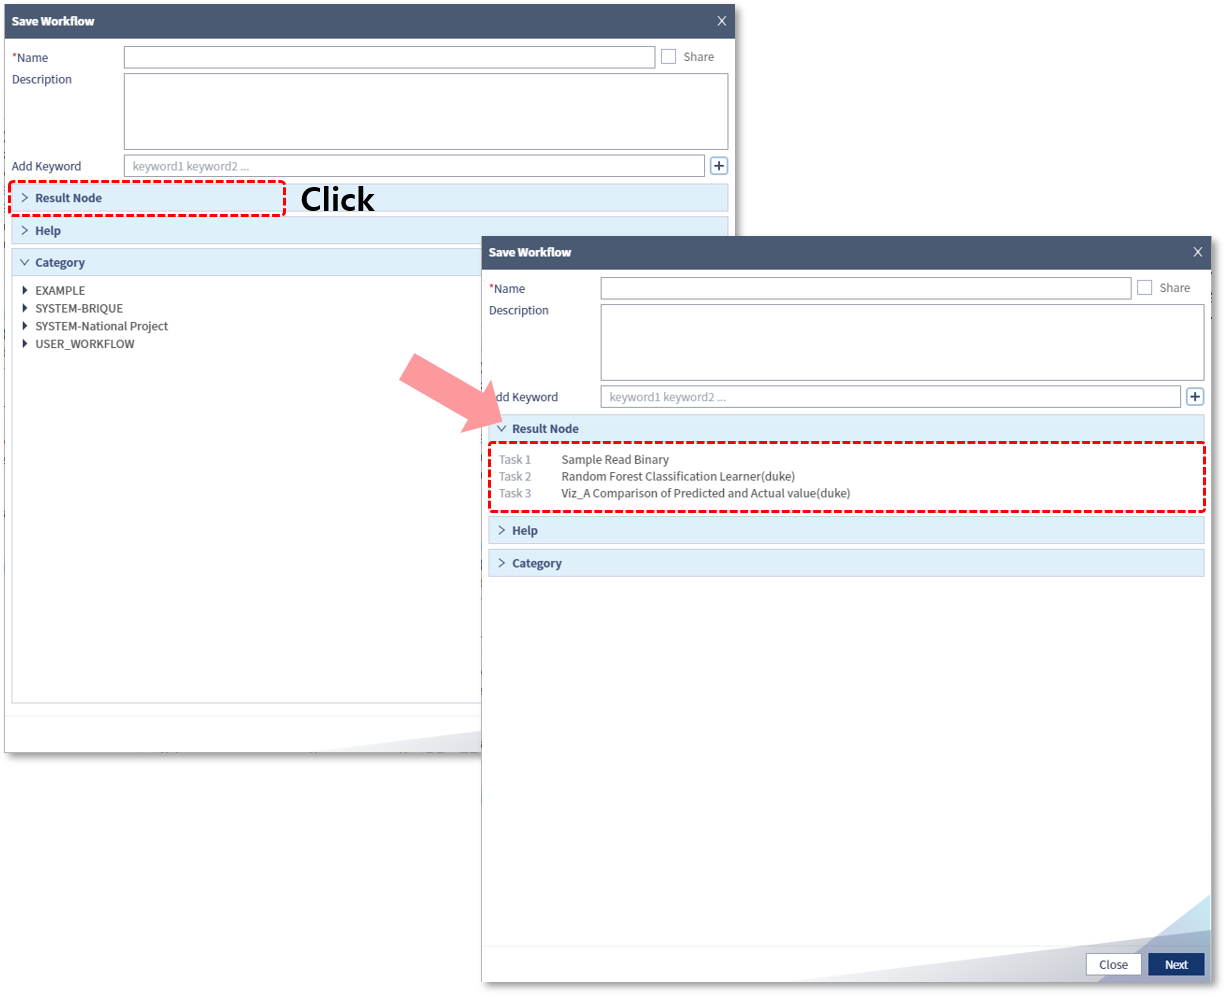 Save Workflow X
*Name Share
Description
Add Keyword keyword1 keyword2 ... +
Result Node Click
Help
Category
EXAMPLE
SYSTEM-BRIQUE
SYSTEM-National Project
USER_WORKFLOW
Save Workflow X
*Name Share
Description
dd Keyword keyword1 keyword2 ... +
Result Node
Task 1 Sample Read Binary
Task 2 Random Forest Classification Learner(duke)
Task 3 Viz_A Comparison of Predicted and Actual value(duke)
Help
Category
Close Next